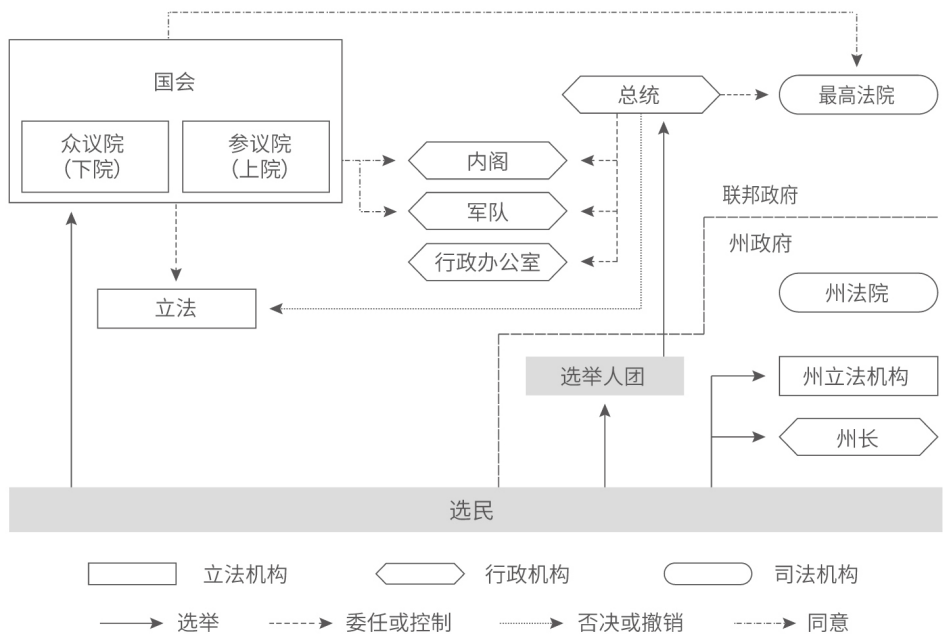 国会
众议院
（下院）
参议院
（上院）
总统
最高法院
内阁
军队
行政办公室
立法
联邦政府
州政府
州法院
选举人团
州立法机构
州长
选民
立法机构
行政机构
司法机构
选举
委任或控制
否决或撤销
同意